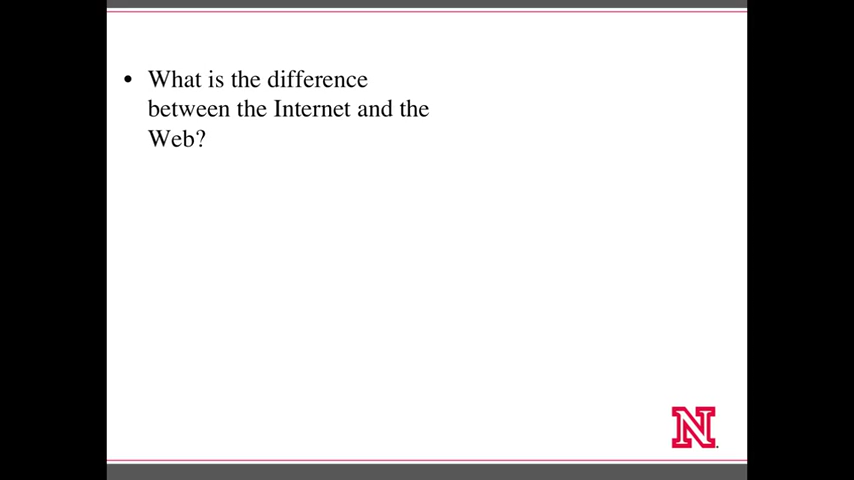 • What is the difference
between the Internet and the
Web?
N